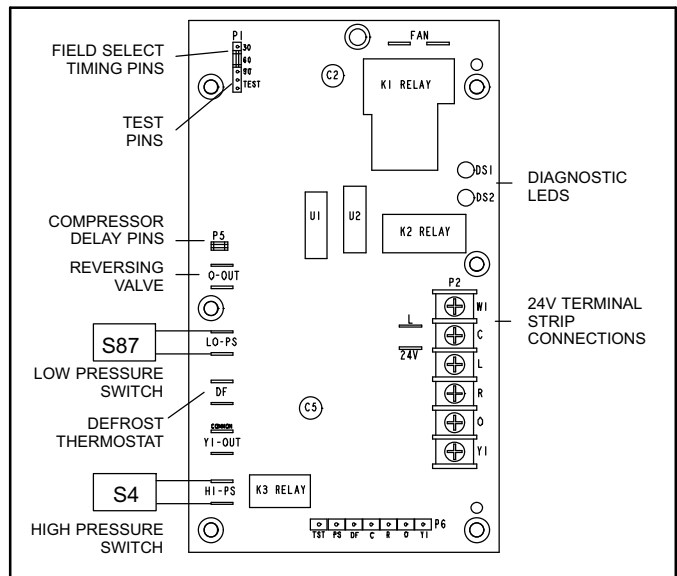 P1
30
60
90
TEST
FIELD SELECT
TIMING PINS
TEST
PINS
FAN
C2
K1 RELAY
DS1
DS2
DIAGNOSTIC
LEDS
U1
U2
K2 RELAY
COMPRESSOR
DELAY PINS
P5
REVERSING
VALVE
O-OUT
S87
LO-PS
LOW PRESSURE
SWITCH
DEFROST
THERMOSTAT
DF
COMMON
Y1-OUT
S4
HI-PS
HIGH PRESSURE
SWITCH
C5
K3 RELAY
L
24V
P2
W1
C
L
R
O
Y1
24V TERMINAL
STRIP
CONNECTIONS
P6
TST PS DF C R O Y1